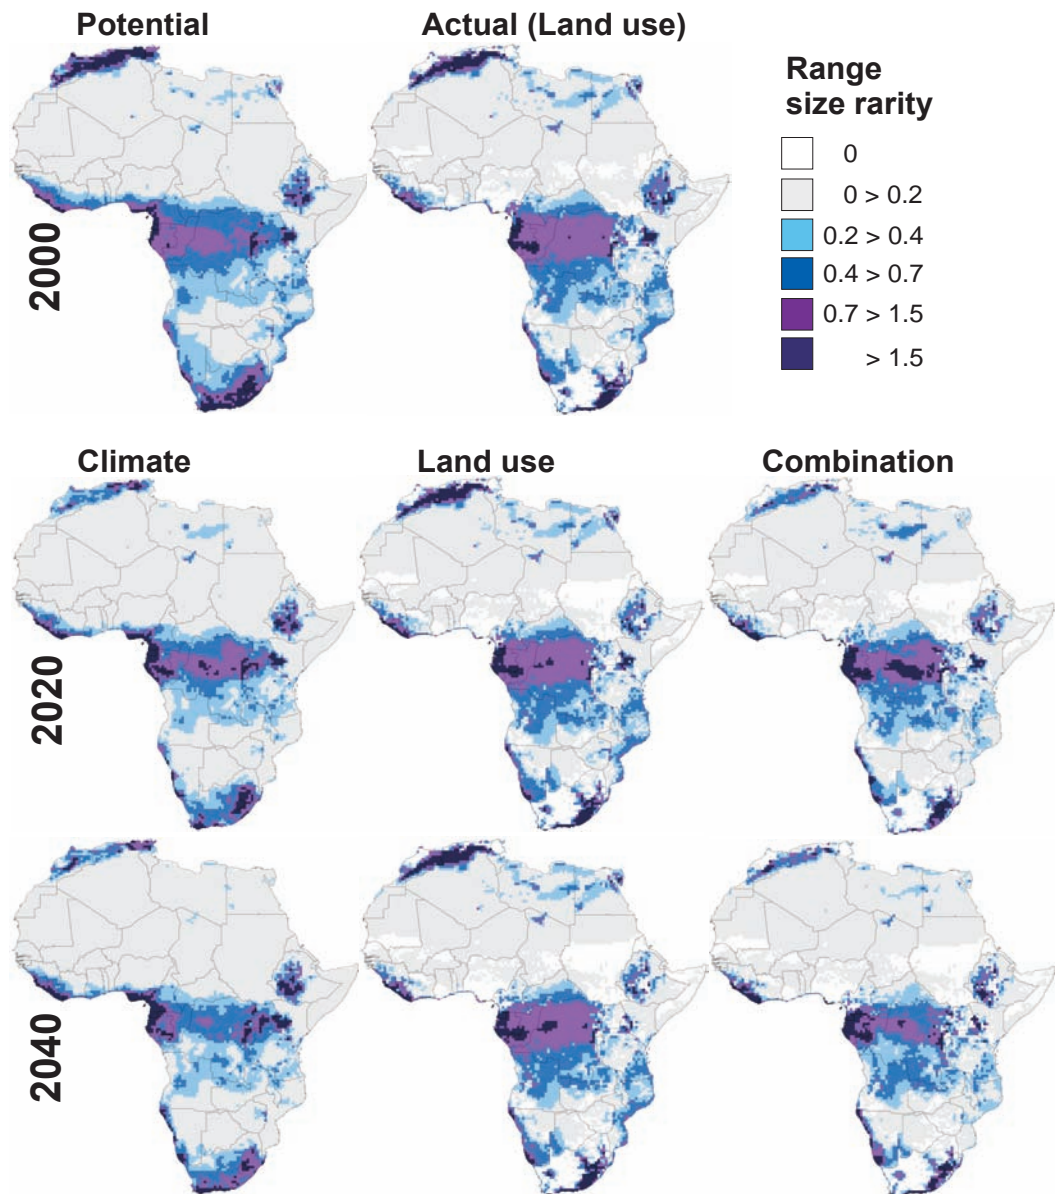 Potential
Actual (Land use)
Range
size rarity
0
0 > 0.2
0.2 > 0.4
0.4 > 0.7
0.7 > 1.5
> 1.5
2000
Climate
Land use
Combination
2020
2040